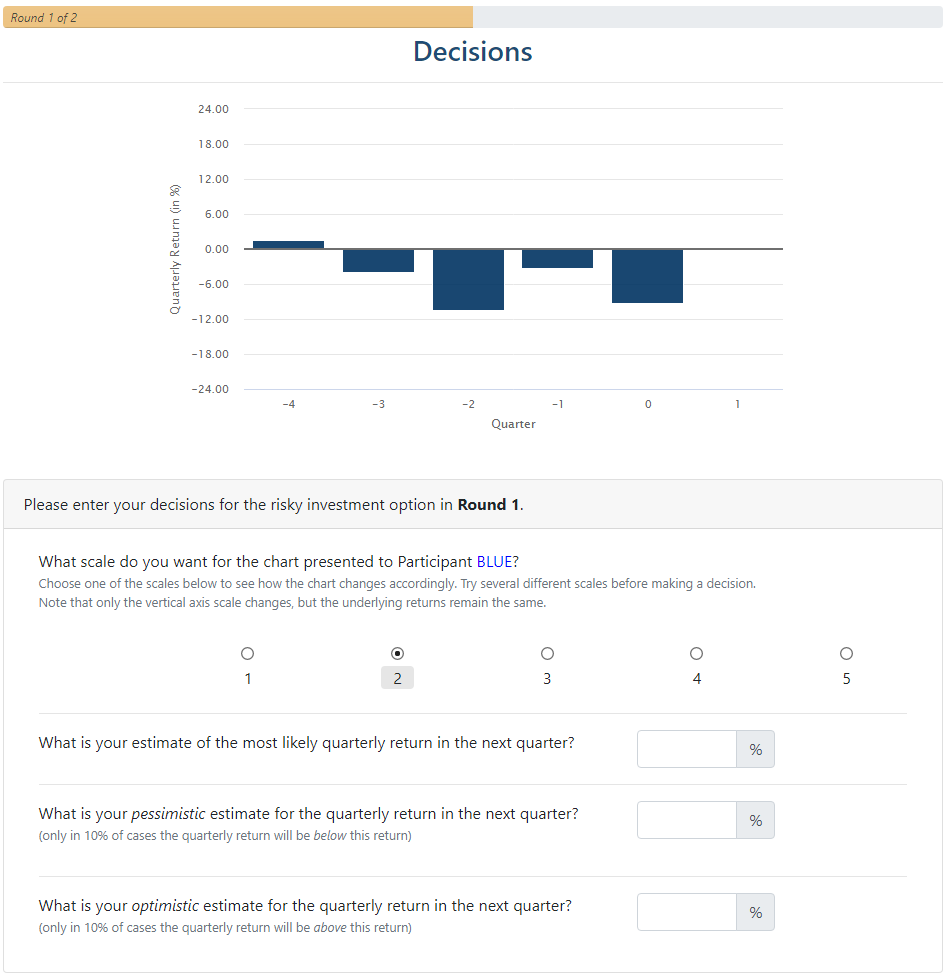 Round 1 of 2
Decisions
24.00
18.00
12.00
6.00
0.00
−6.00
−12.00
−18.00
−24.00
Quarterly Return (in %)
−4 −3 −2 −1 0 1
Quarter
Please enter your decisions for the risky investment option in Round 1.
What scale do you want for the chart presented to Participant BLUE?
Choose one of the scales below to see how the chart changes accordingly. Try several different scales before making a decision.
Note that only the vertical axis scale changes, but the underlying returns remain the same.
1 2 3 4 5
What is your estimate of the most likely quarterly return in the next quarter? %
What is your pessimistic estimate for the quarterly return in the next quarter? %
(only in 10% of cases the quarterly return will be below this return)
What is your optimistic estimate for the quarterly return in the next quarter? %
(only in 10% of cases the quarterly return will be above this return)